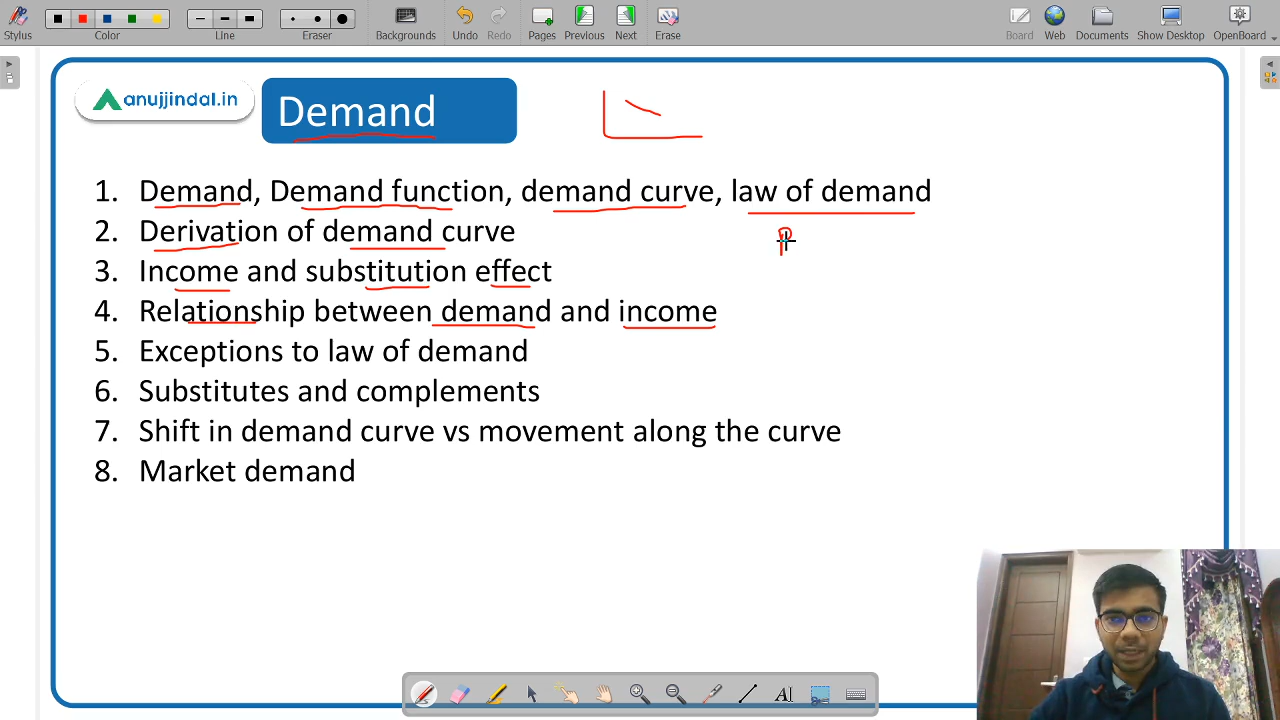 Stylus Color Line Eraser Backgrounds Undo Redo Pages Previous Next Erase Board Web Documents Show Desktop OpenBoard
anujjindal.in
Demand
1. Demand, Demand function, demand curve, law of demand
P
2. Derivation of demand curve
3. Income and substitution effect
4. Relationship between demand and income
5. Exceptions to law of demand
6. Substitutes and complements
7. Shift in demand curve vs movement along the curve
8. Market demand